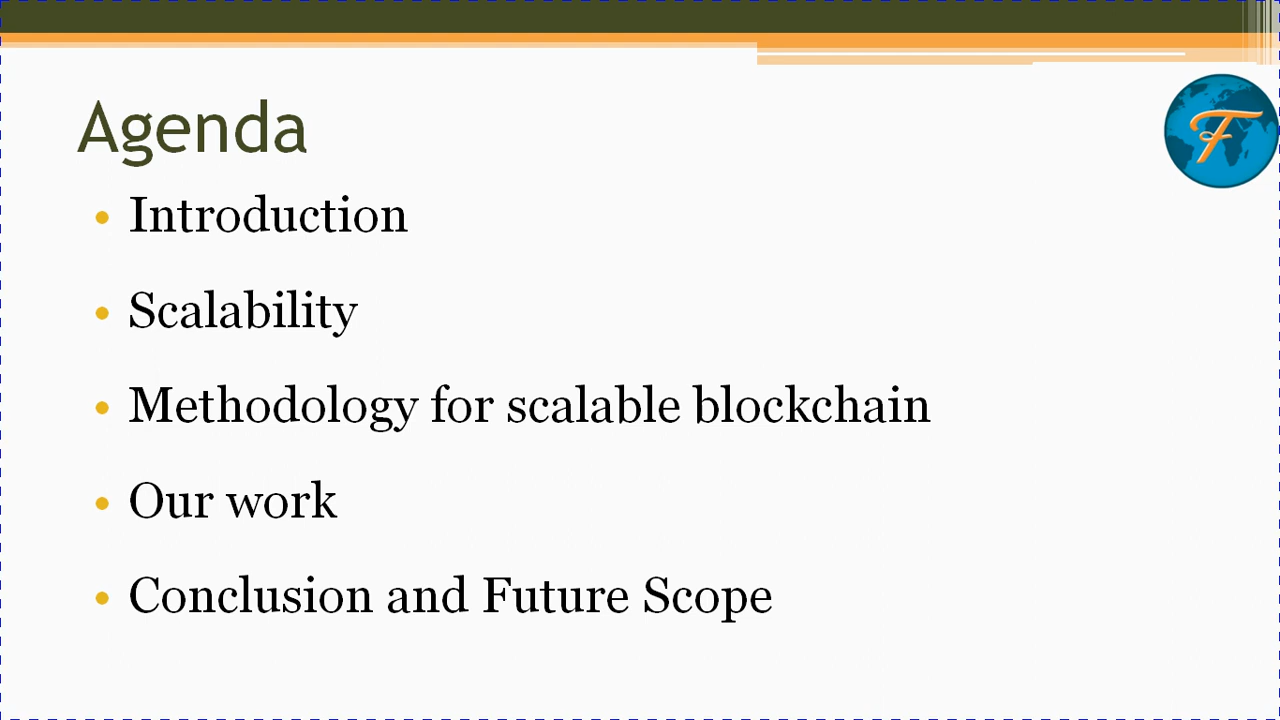 Agenda
• Introduction
• Scalability
• Methodology for scalable blockchain
• Our work
• Conclusion and Future Scope
F